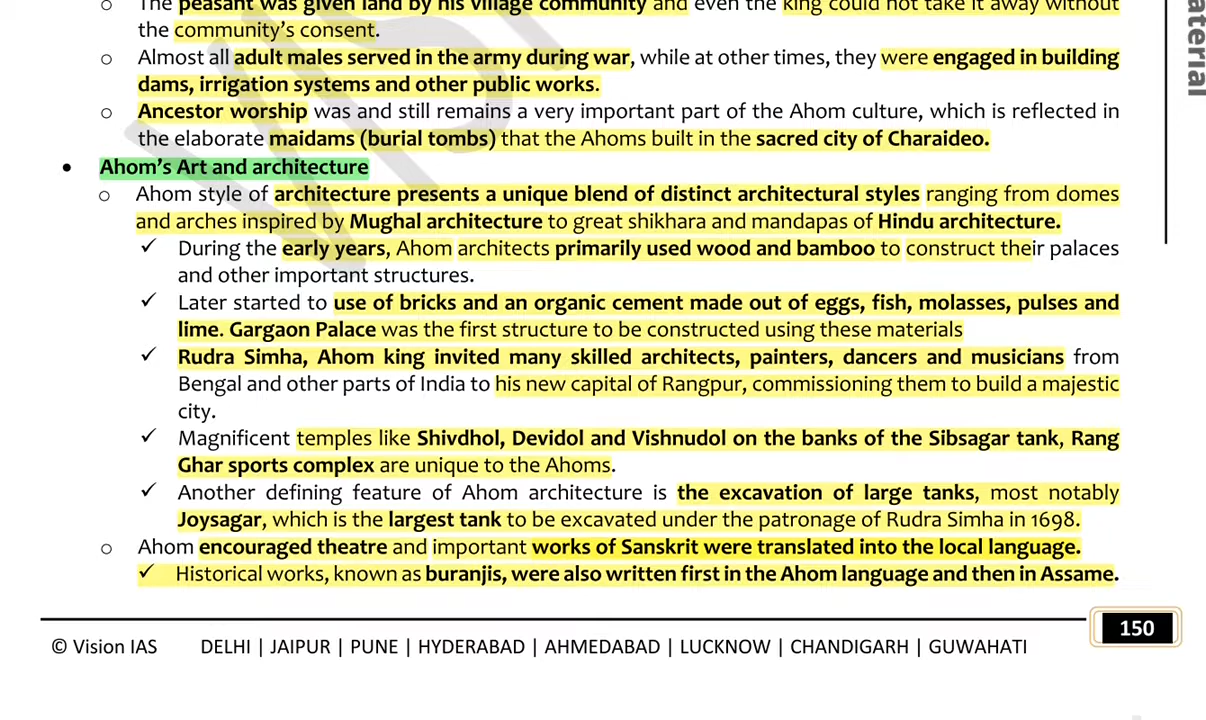 o The peasant was given land by his village community and even the king could not take it away without
the community's consent.
o Almost all adult males served in the army during war, while at other times, they were engaged in building
dams, irrigation systems and other public works.
o Ancestor worship was and still remains a very important part of the Ahom culture, which is reflected in
the elaborate maidams (burial tombs) that the Ahoms built in the sacred city of Charaideo.
• Ahom's Art and architecture
o Ahom style of architecture presents a unique blend of distinct architectural styles ranging from domes
and arches inspired by Mughal architecture to great shikhara and mandapas of Hindu architecture.
✓ During the early years, Ahom architects primarily used wood and bamboo to construct their palaces
and other important structures.
✓ Later started to use of bricks and an organic cement made out of eggs, fish, molasses, pulses and
lime. Gargaon Palace was the first structure to be constructed using these materials
✓ Rudra Simha, Ahom king invited many skilled architects, painters, dancers and musicians from
Bengal and other parts of India to his new capital of Rangpur, commissioning them to build a majestic
city.
✓ Magnificent temples like Shivdhol, Devidol and Vishnudol on the banks of the Sibsagar tank, Rang
Ghar sports complex are unique to the Ahoms.
✓ Another defining feature of Ahom architecture is the excavation of large tanks, most notably
Joysagar, which is the largest tank to be excavated under the patronage of Rudra Simha in 1698.
o Ahom encouraged theatre and important works of Sanskrit were translated into the local language.
✓ Historical works, known as buranjis, were also written first in the Ahom language and then in Assame.
150
© Vision IAS DELHI | JAIPUR | PUNE | HYDERABAD | AHMEDABAD | LUCKNOW | CHANDIGARH | GUWAHATI
aterial